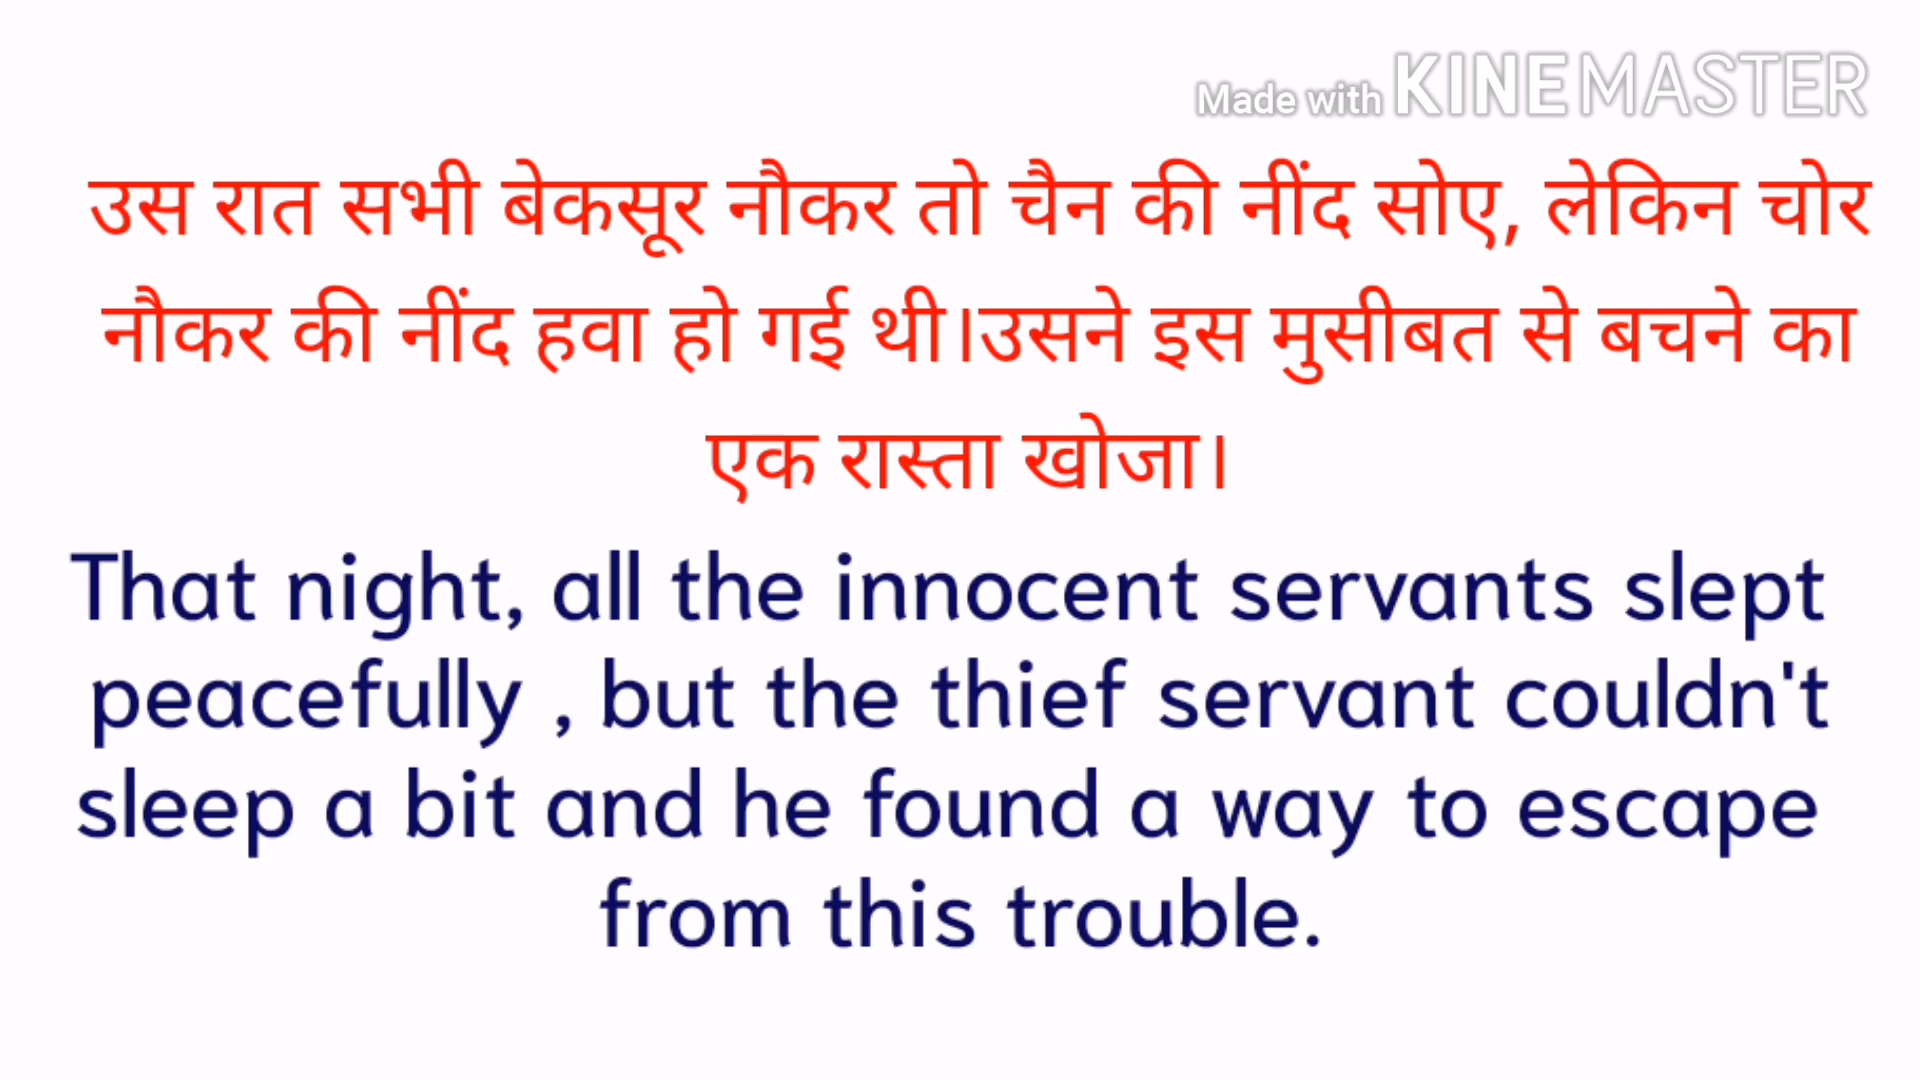 Made with KINEMASTER
उस रात सभी बेकसूर नौकर तो चैन की नींद सोए, लेकिन चोर
नौकर की नींद हवा हो गई थी।उसने इस मुसीबत से बचने का
एक रास्ता खोजा।
That night, all the innocent servants slept
peacefully , but the thief servant couldn't
sleep a bit and he found a way to escape
from this trouble.